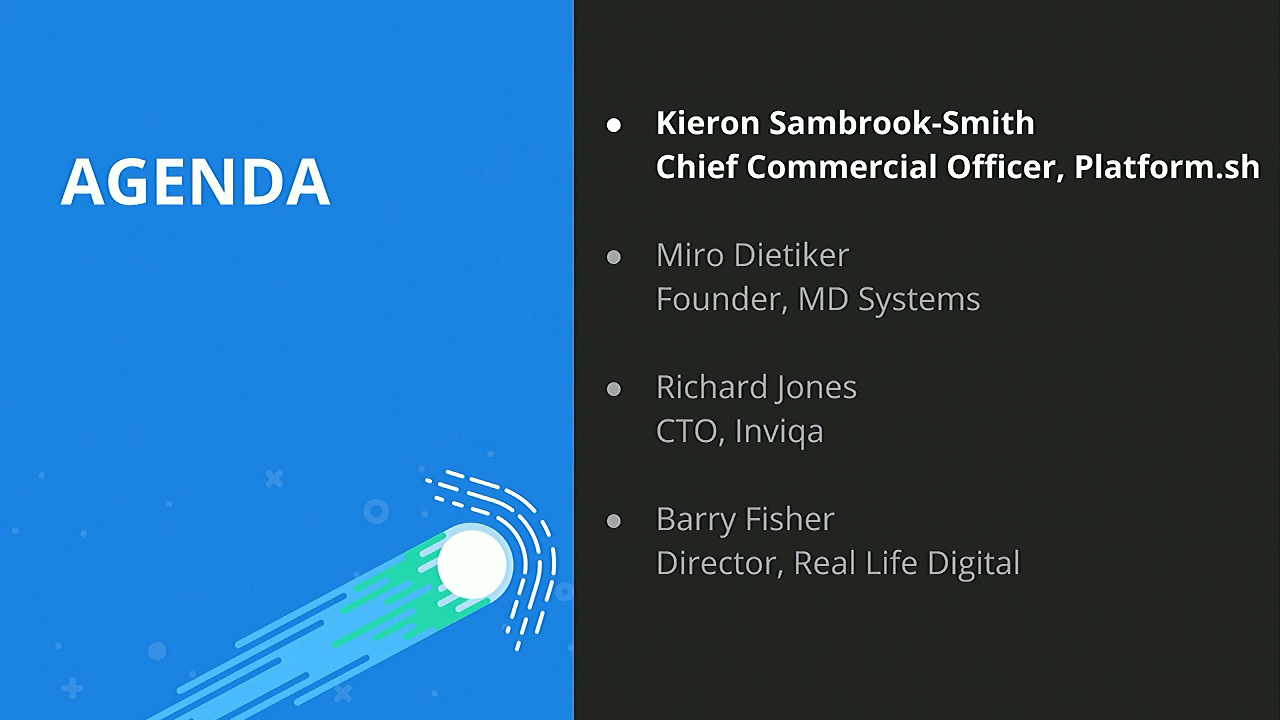 AGENDA
● Kieron Sambrook-Smith
Chief Commercial Officer, Platform.sh
● Miro Dietiker
Founder, MD Systems
● Richard Jones
CTO, Inviqa
● Barry Fisher
Director, Real Life Digital